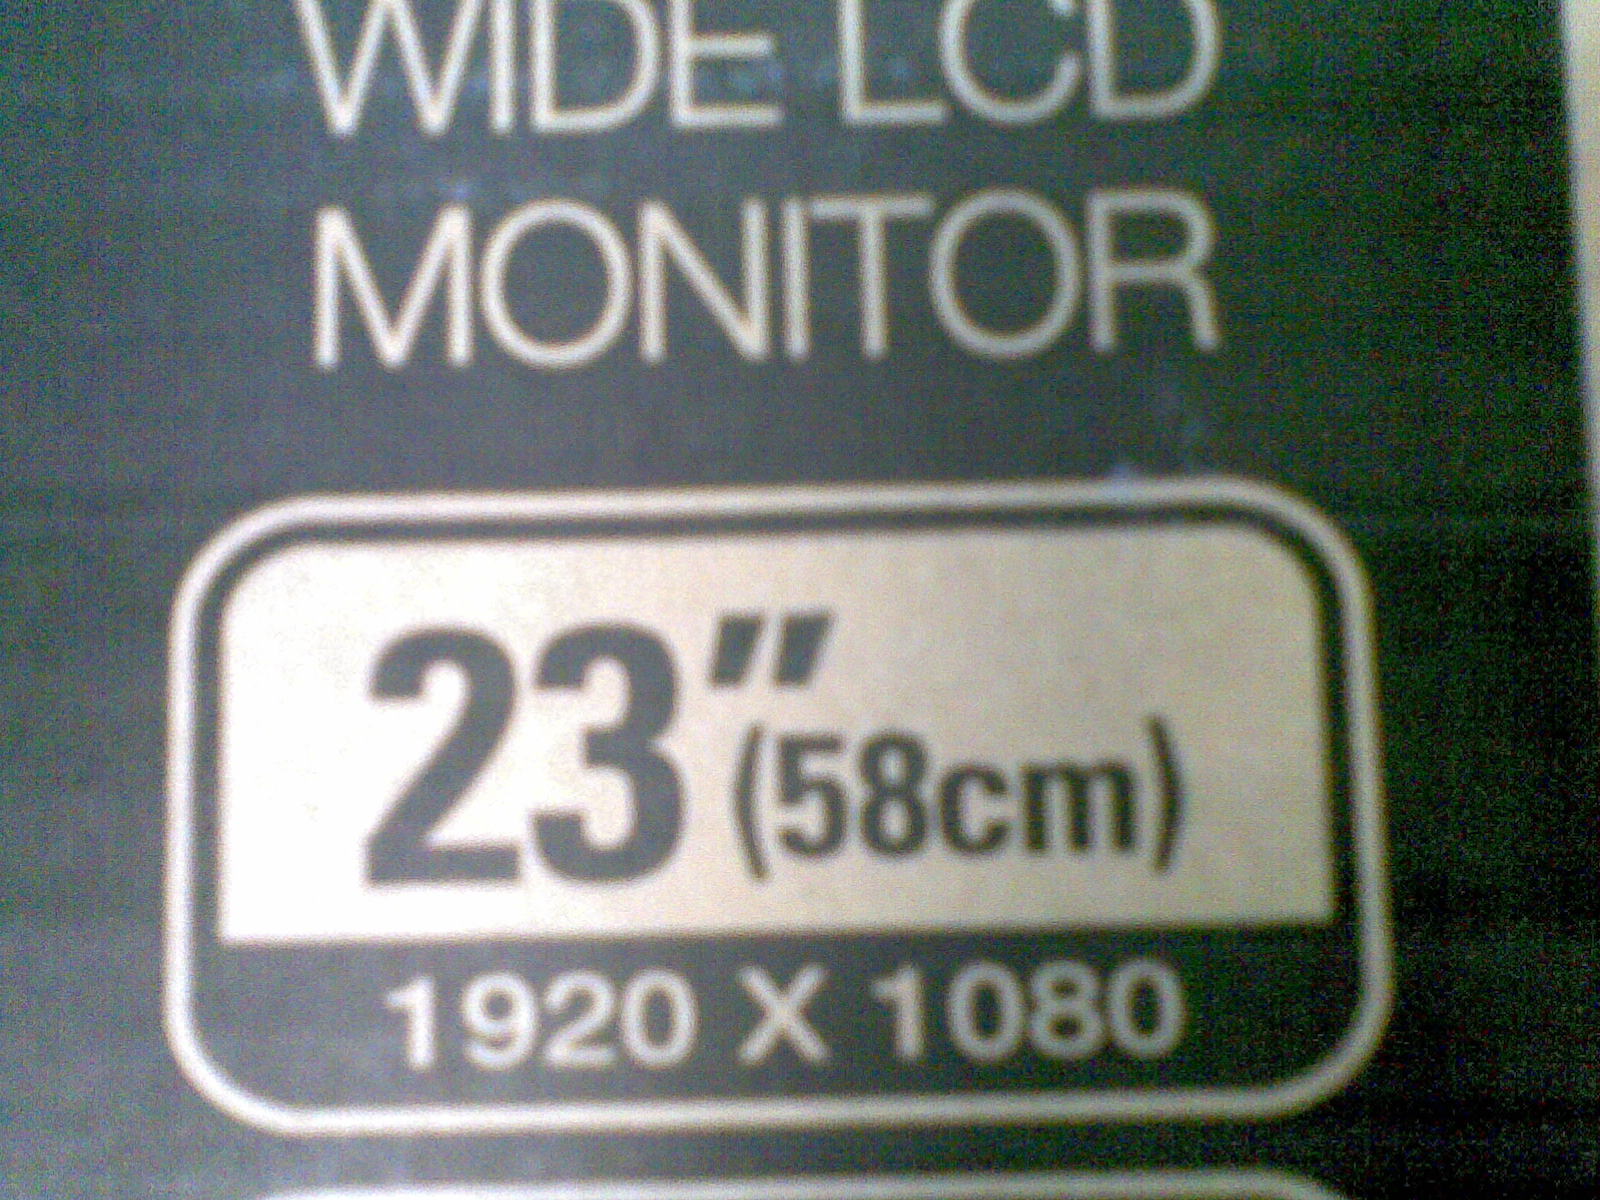 WIDE LCD
MONITOR
23" (58cm)
1920 X 1080